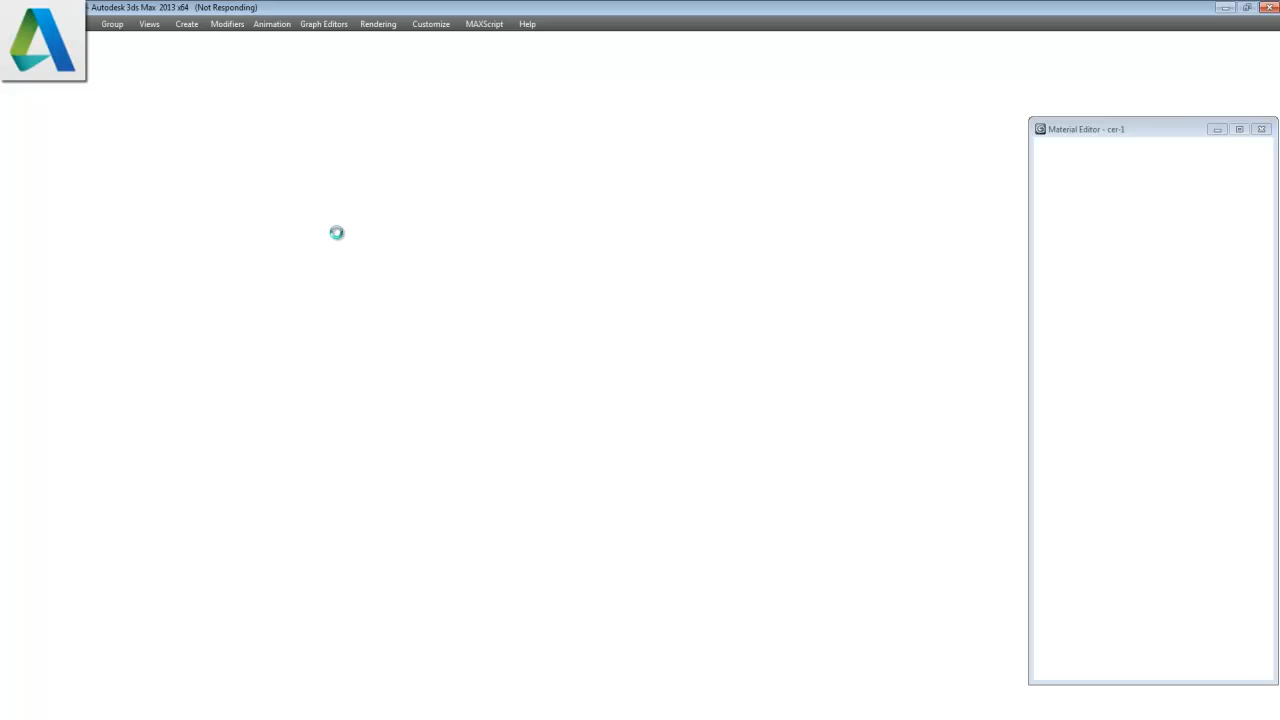 - Autodesk 3ds Max 2013 x64 (Not Responding)
Group Views Create Modifiers Animation Graph Editors Rendering Customize MAXScript Help
Material Editor - cer-1